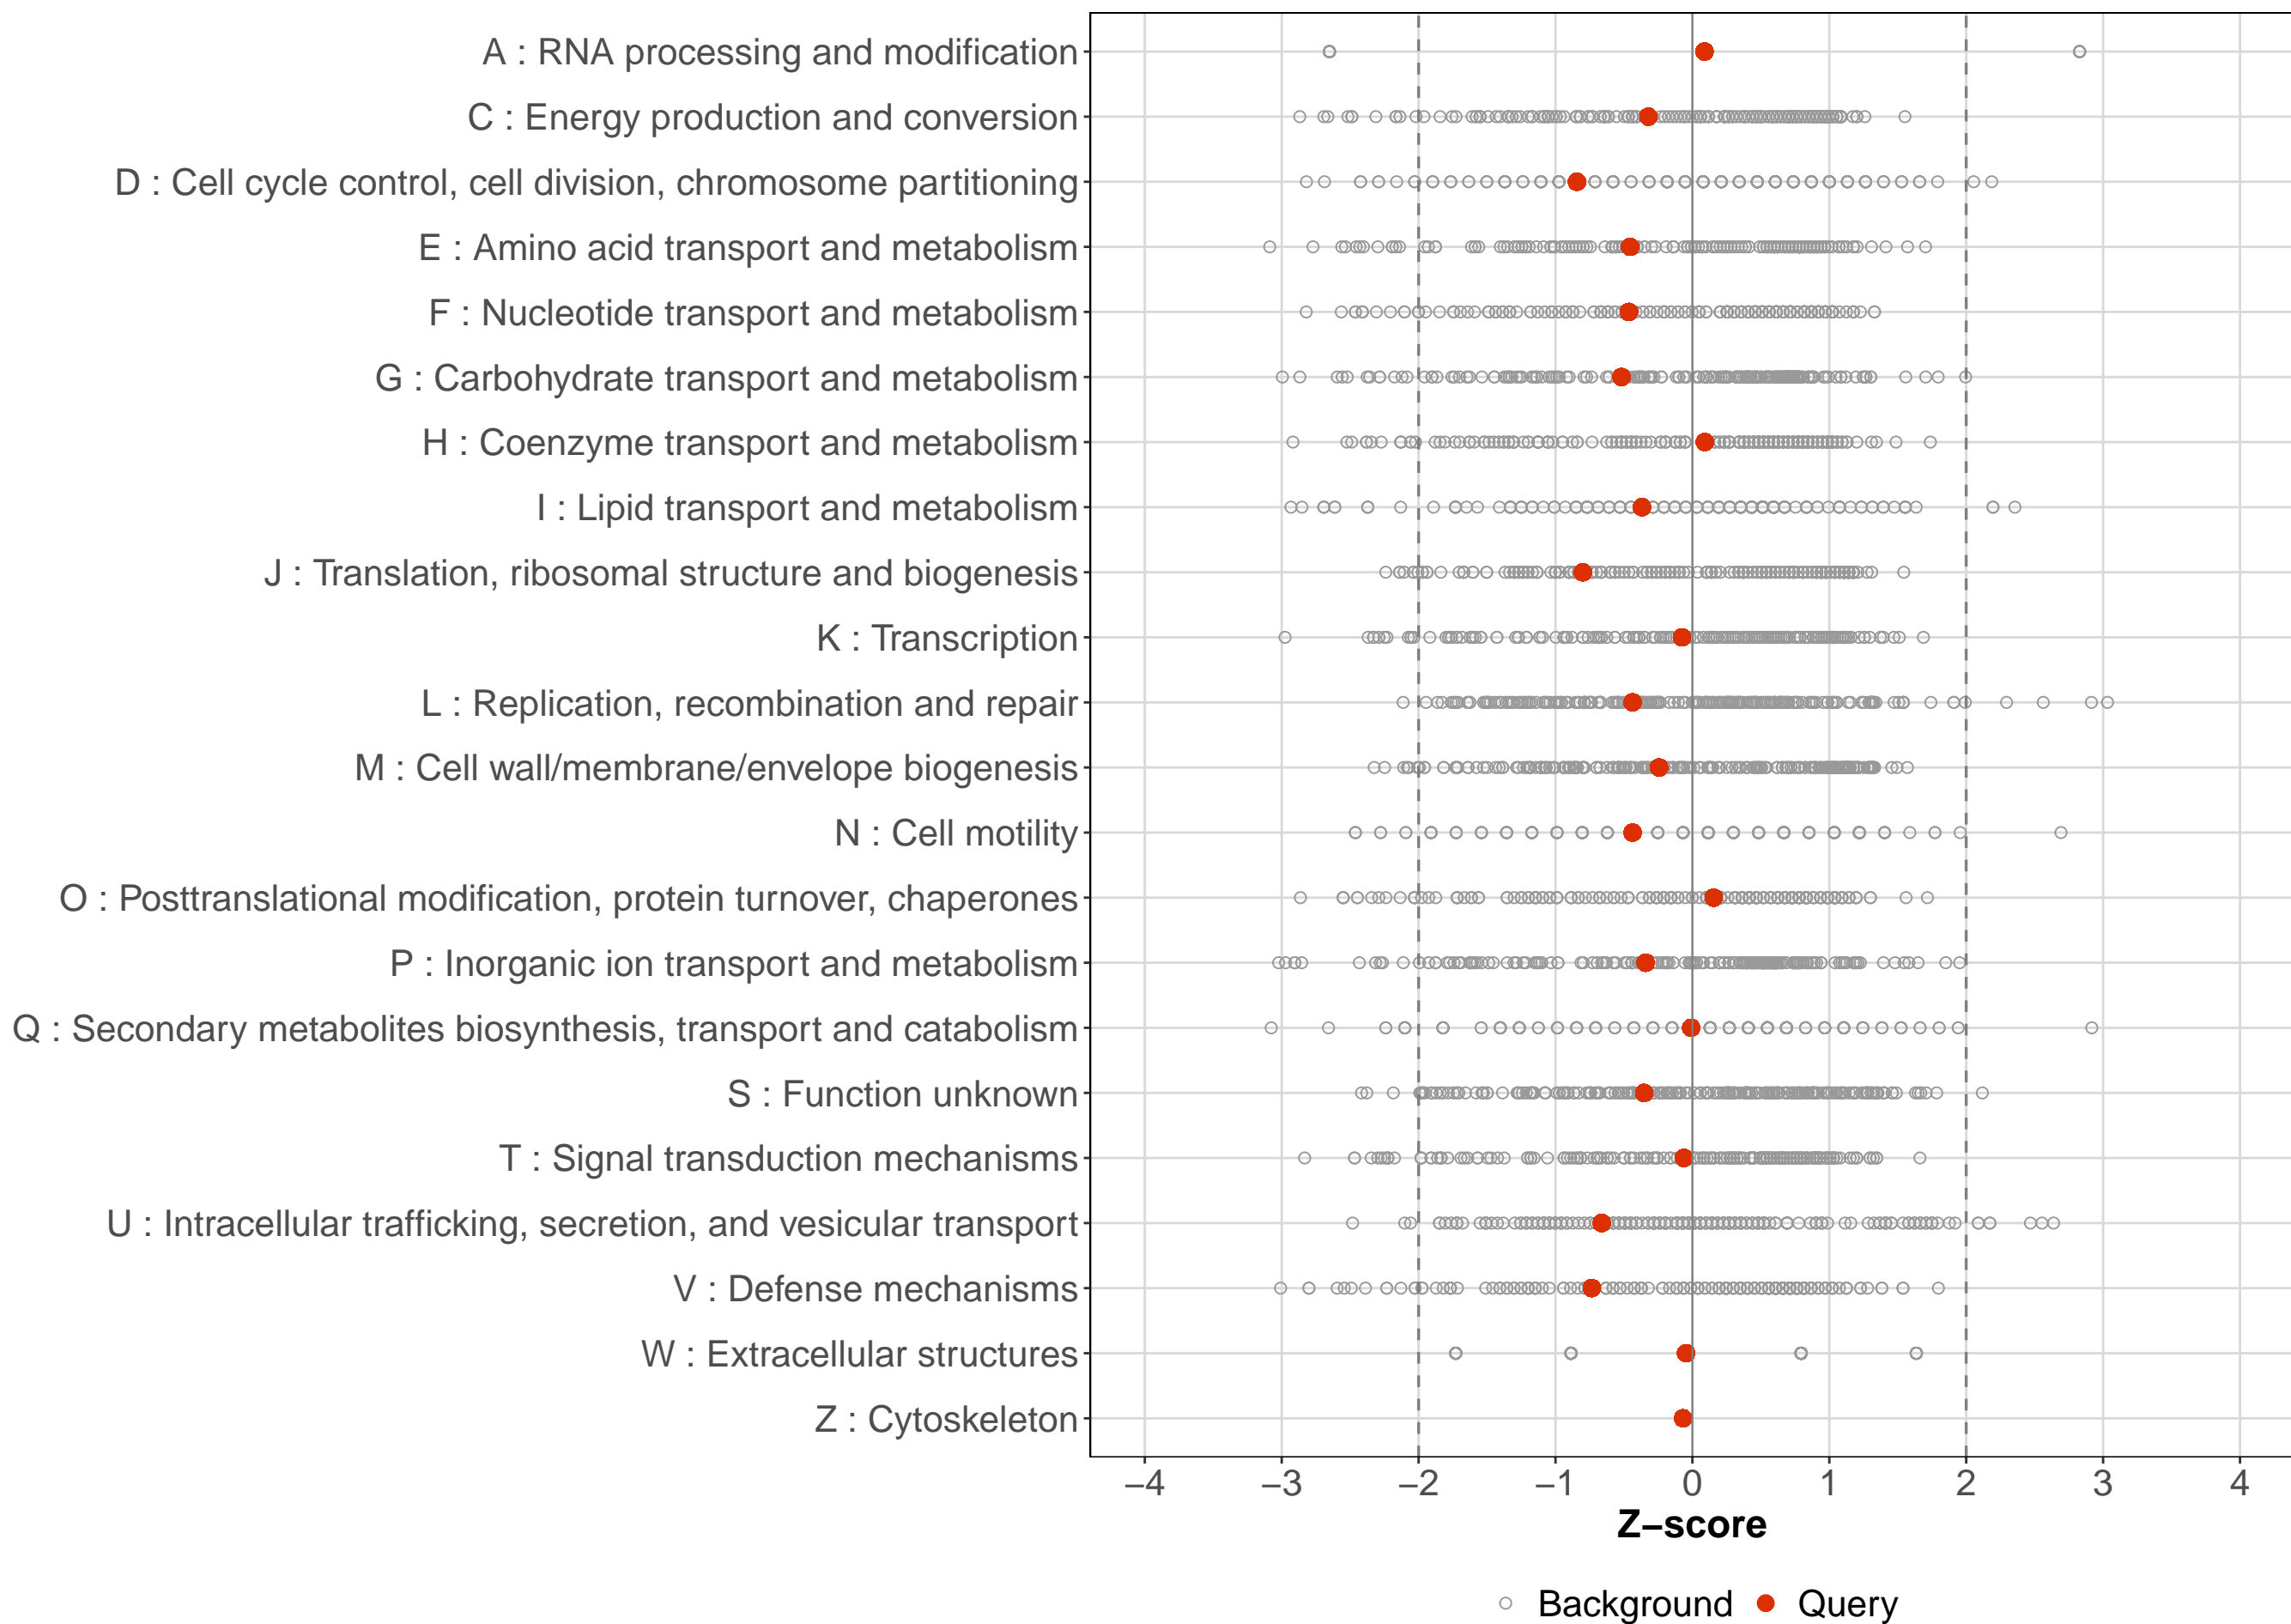 A : RNA processing and modification
C : Energy production and conversion
D : Cell cycle control, cell division, chromosome partitioning
E : Amino acid transport and metabolism
F : Nucleotide transport and metabolism
G : Carbohydrate transport and metabolism
H : Coenzyme transport and metabolism
I : Lipid transport and metabolism
J : Translation, ribosomal structure and biogenesis
K : Transcription
L : Replication, recombination and repair
M : Cell wall/membrane/envelope biogenesis
N : Cell motility
O : Posttranslational modification, protein turnover, chaperones
P : Inorganic ion transport and metabolism
Q : Secondary metabolites biosynthesis, transport and catabolism
S : Function unknown
T : Signal transduction mechanisms
U : Intracellular trafficking, secretion, and vesicular transport
V : Defense mechanisms
W : Extracellular structures
Z : Cytoskeleton
−4 −3 −2 −1 0 1 2 3 4
Z−score
Background Query